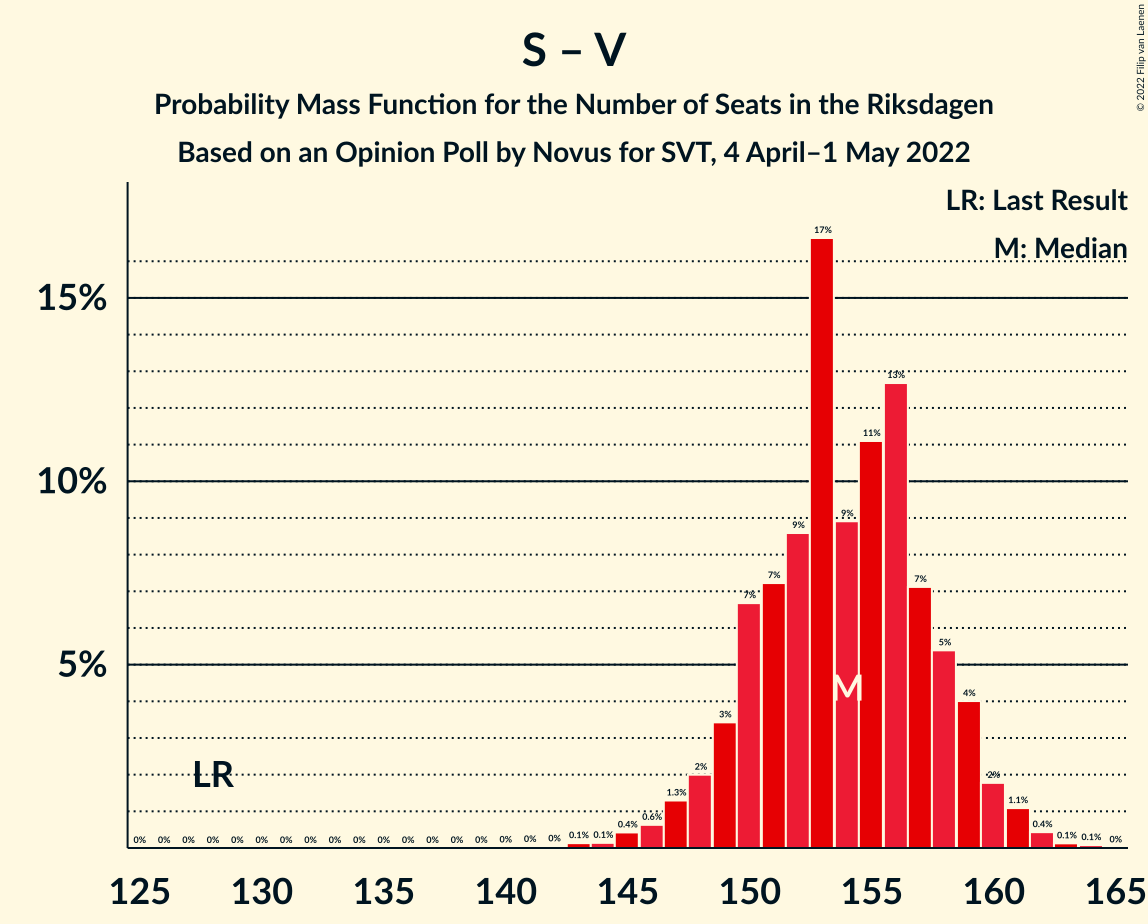 S – V
Probability Mass Function for the Number of Seats in the Riksdagen
Based on an Opinion Poll by Novus for SVT, 4 April–1 May 2022
© 2022 Filip van Laenen
LR: Last Result
M: Median
15%
10%
5%
17%
13%
11%
9%
9%
7%
7%
7%
5%
M
4%
3%
LR
2%
2%
1.3%
1.1%
0.6%
0.4%
0.4%
0% 0% 0% 0% 0% 0% 0% 0% 0% 0% 0% 0% 0% 0% 0% 0% 0% 0% 0.1% 0.1% 0.1% 0.1% 0%
125 130 135 140 145 150 155 160 165